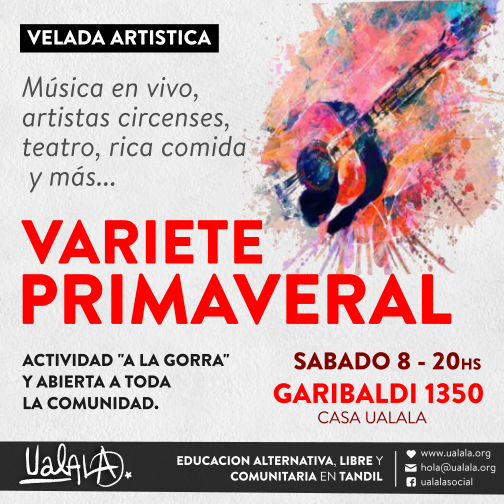 VELADA ARTISTICA
Música en vivo,
artistas circenses,
teatro, rica comida
y más...
VARIETE
PRIMAVERAL
ACTIVIDAD "A LA GORRA"
Y ABIERTA A TODA
LA COMUNIDAD.
SABADO 8 - 20HS
GARIBALDI 1350
CASA UALALA
UalALA
EDUCACION ALTERNATIVA, LIBRE Y
COMUNITARIA EN TANDIL
www.ualala.org
hola@ualala.org
ualalasocial